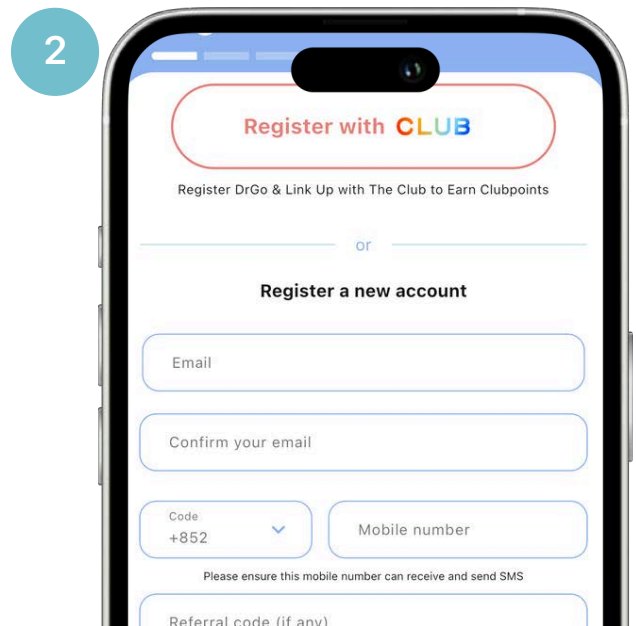 2
Register with CLUB
Register DrGo & Link Up with The Club to Earn Clubpoints
or
Register a new account
Email
Confirm your email
Code
+852
Mobile number
Please ensure this mobile number can receive and send SMS
Referral code (if any)